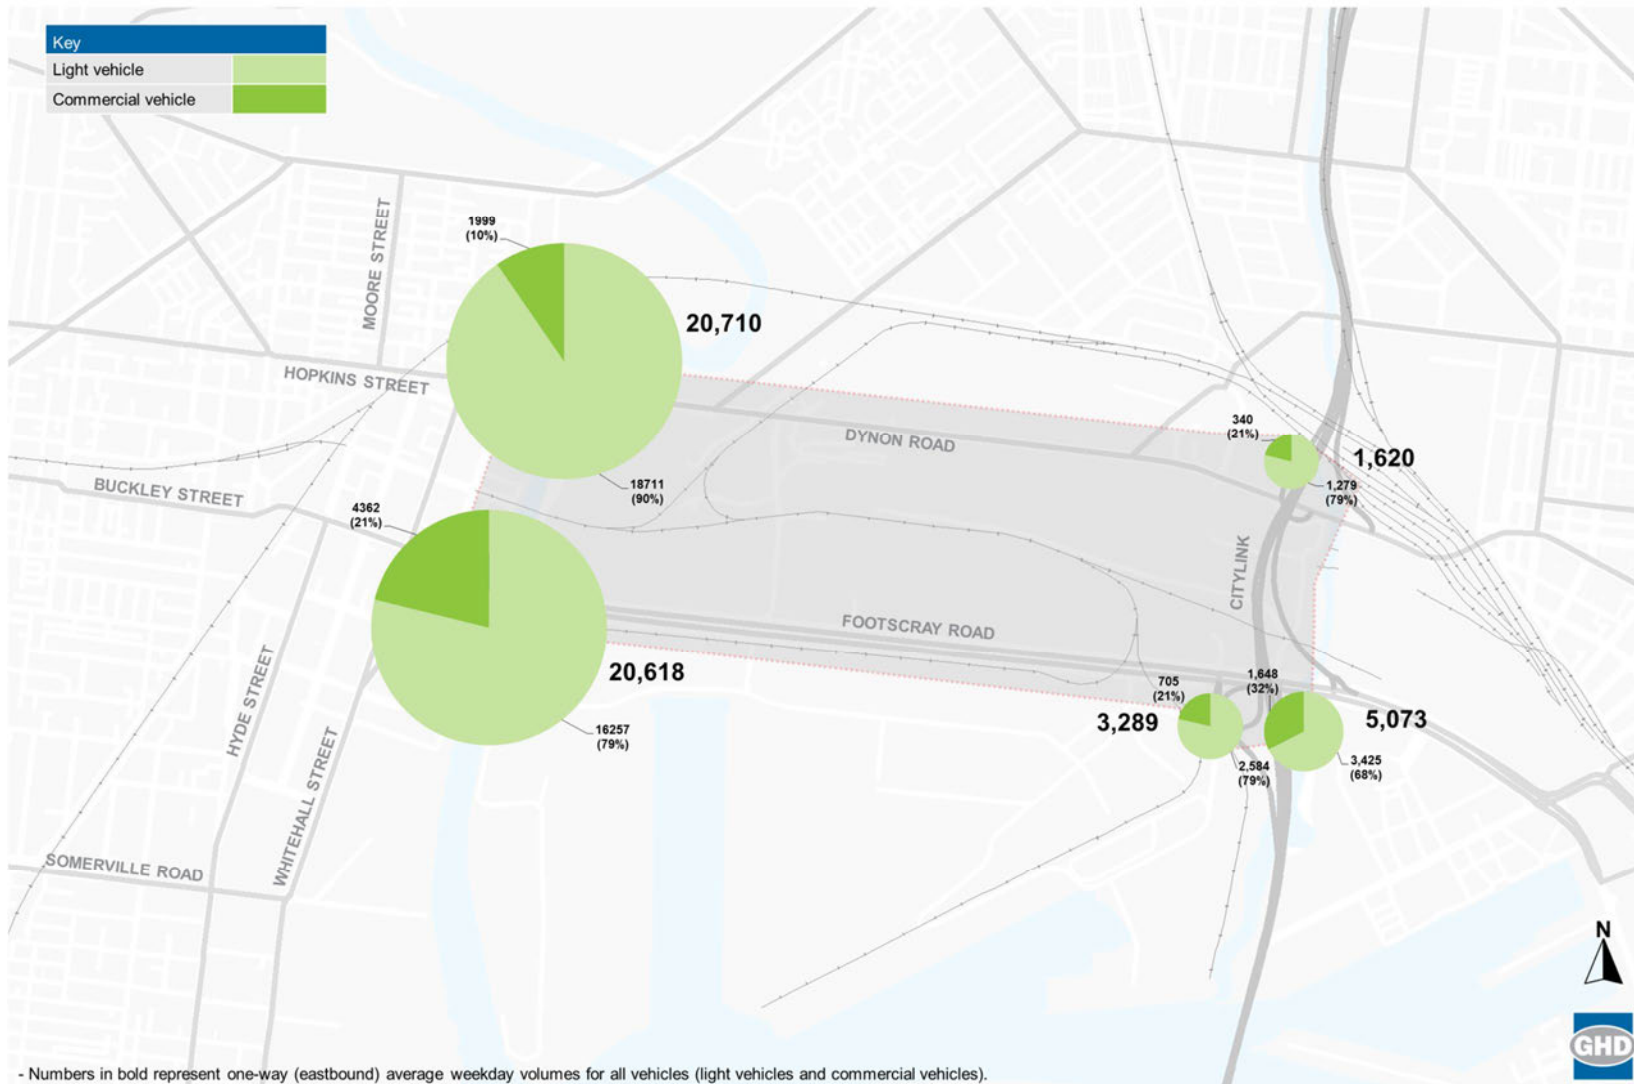 Key
Light vehicle
Commercial vehicle
MOORE STREET
1999
(10%)
20,710
HOPKINS STREET
DYNON ROAD
340
(21%)
1,620
1,279
(79%)
18711
(90%)
BUCKLEY STREET
4362
(21%)
CITYLINK
FOOTSCRAY ROAD
20,618
16257
(79%)
HYDE STREET
WHITEHALL STREET
705
(21%)
1,648
(32%)
3,289
5,073
2,584
(79%)
3,425
(68%)
SOMERVILLE ROAD
N
GHD
- Numbers in bold represent one-way (eastbound) average weekday volumes for all vehicles (light vehicles and commercial vehicles).